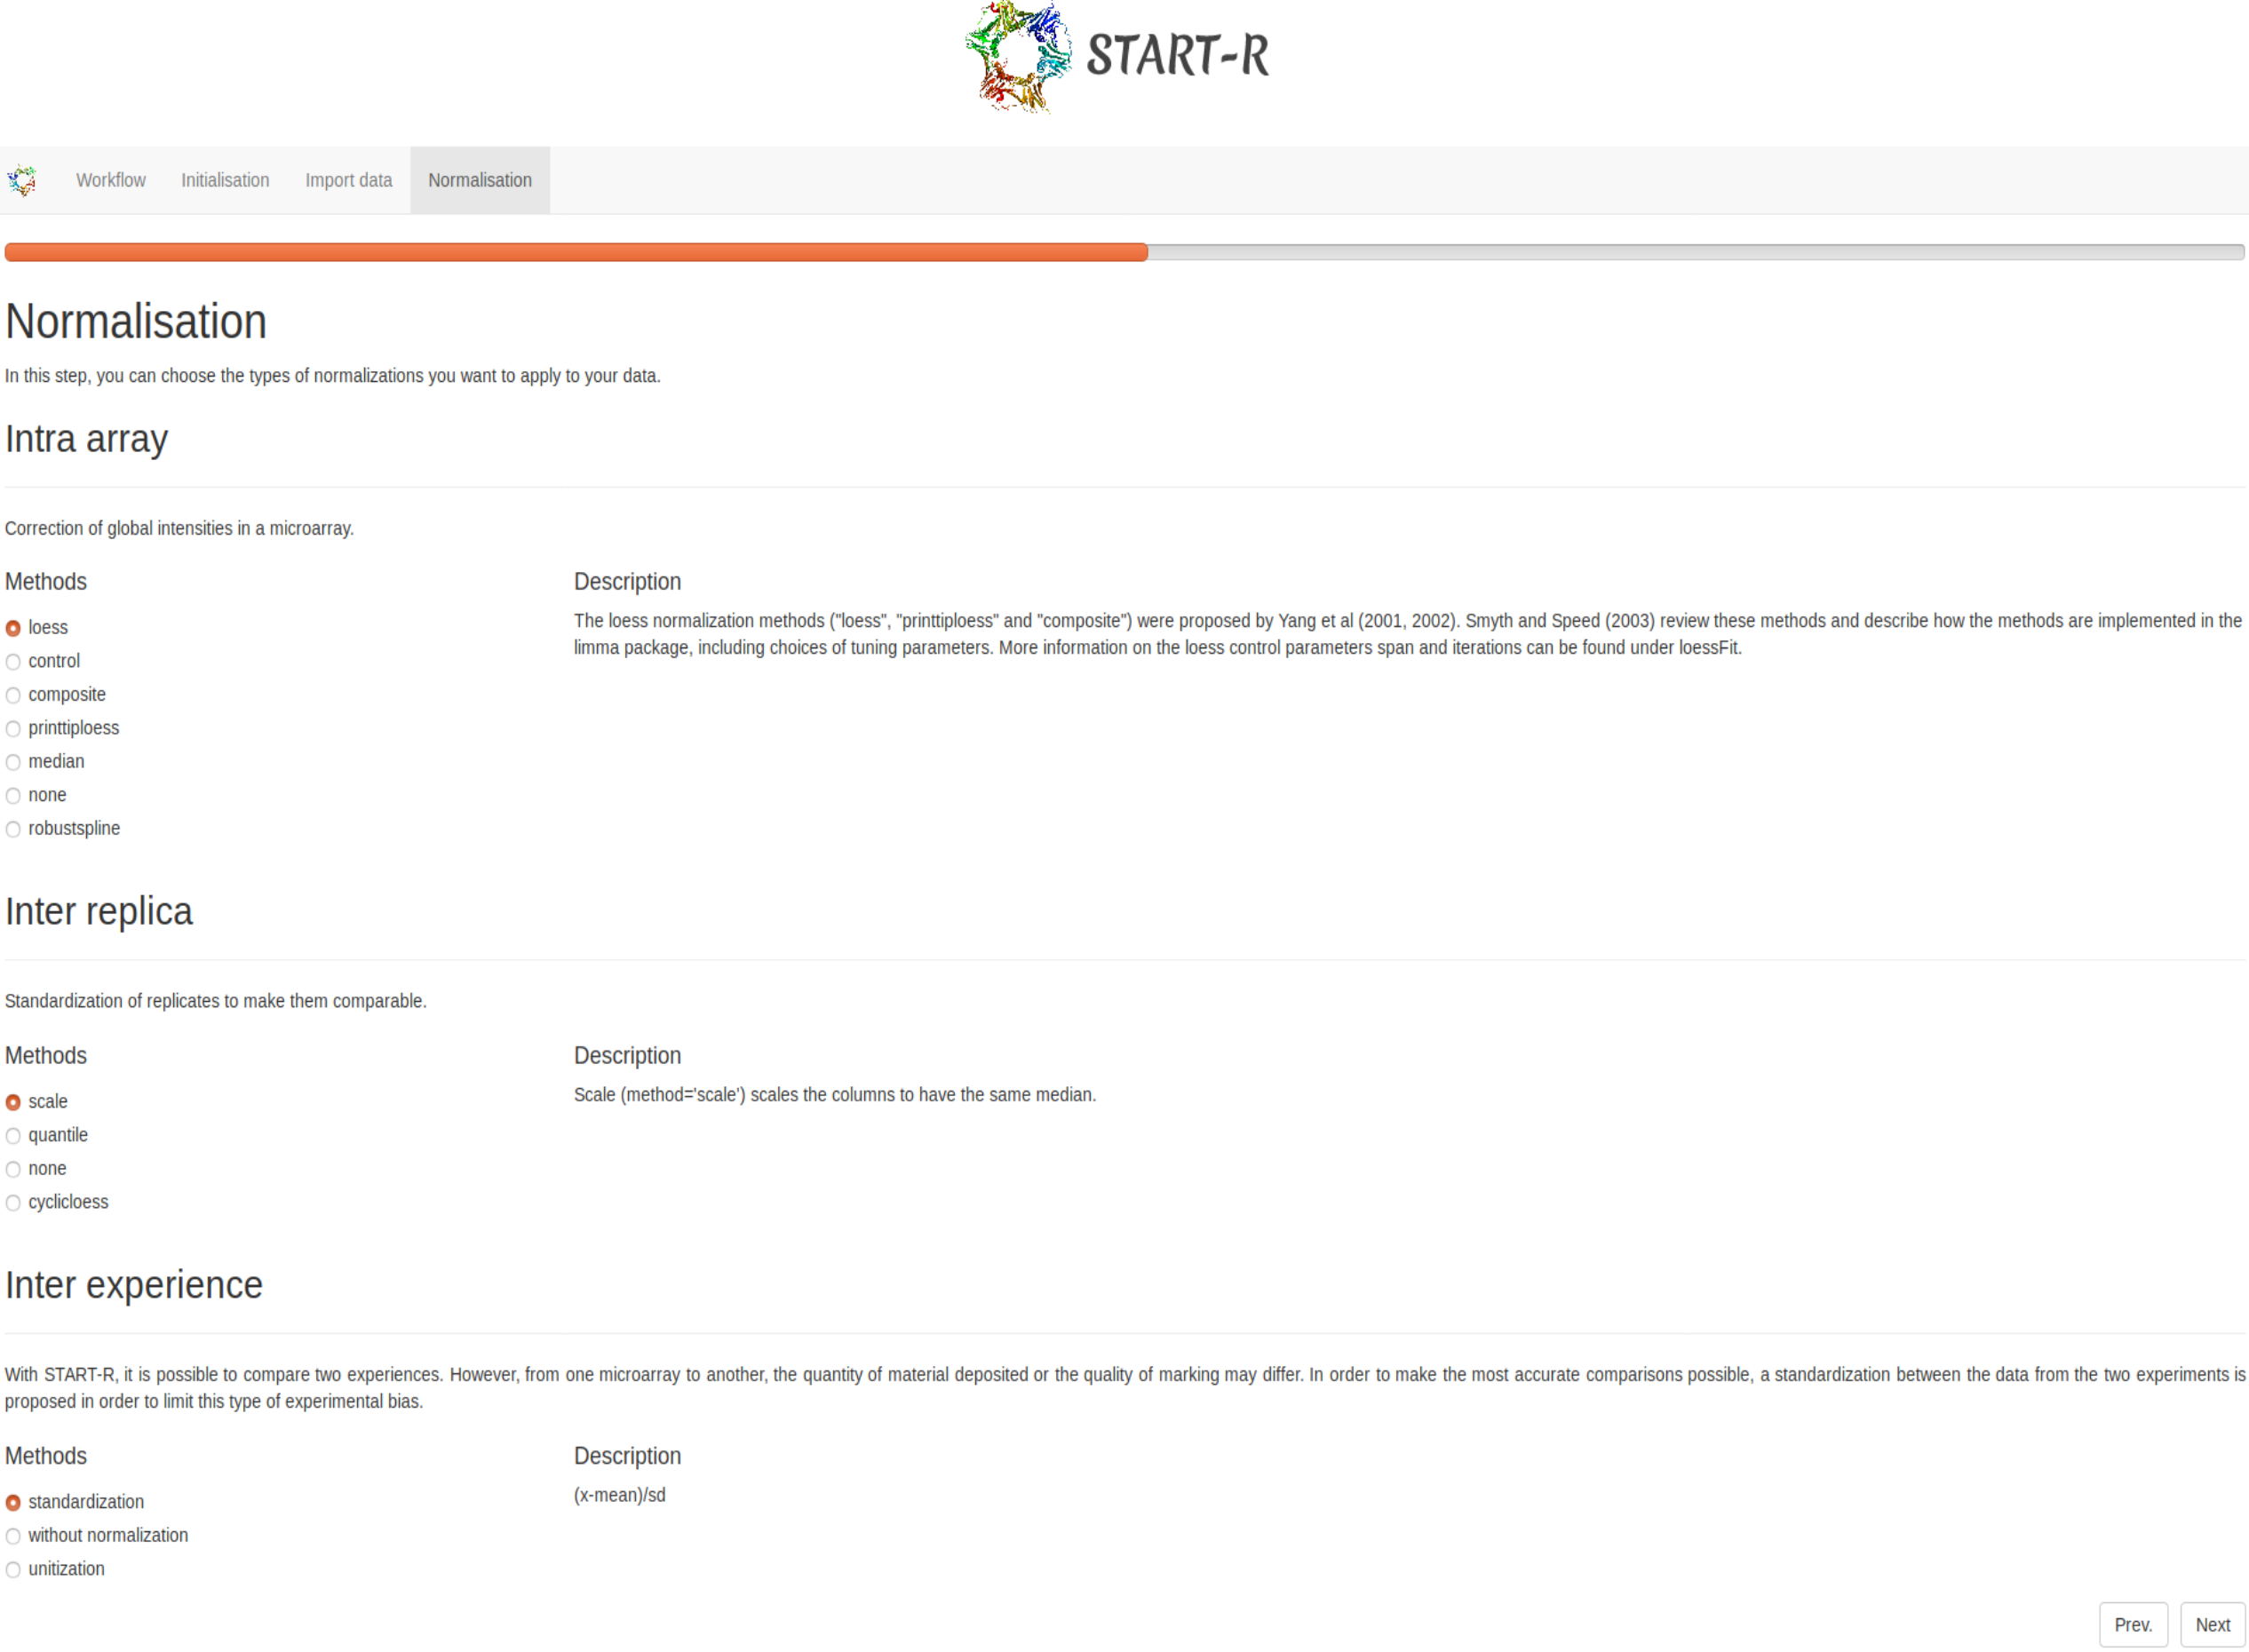 START-R
Workflow Initialisation Import data Normalisation
Normalisation
In this step, you can choose the types of normalizations you want to apply to your data.
Intra array
Correction of global intensities in a microarray.
Methods
loess
control
composite
printtiploess
median
none
robustspline
Description
The loess normalization methods ("loess", "printtiploess" and "composite") were proposed by Yang et al (2001, 2002). Smyth and Speed (2003) review these methods and describe how the methods are implemented in the
limma package, including choices of tuning parameters. More information on the loess control parameters span and iterations can be found under loessFit.
Inter replica
Standardization of replicates to make them comparable.
Methods
scale
quantile
none
cyclicloess
Description
Scale (method='scale') scales the columns to have the same median.
Inter experience
With START-R, it is possible to compare two experiences. However, from one microarray to another, the quantity of material deposited or the quality of marking may differ. In order to make the most accurate comparisons possible, a standardization between the data from the two experiments is
proposed in order to limit this type of experimental bias.
Methods
standardization
without normalization
unitization
Description
(x-mean)/sd
Prev. Next